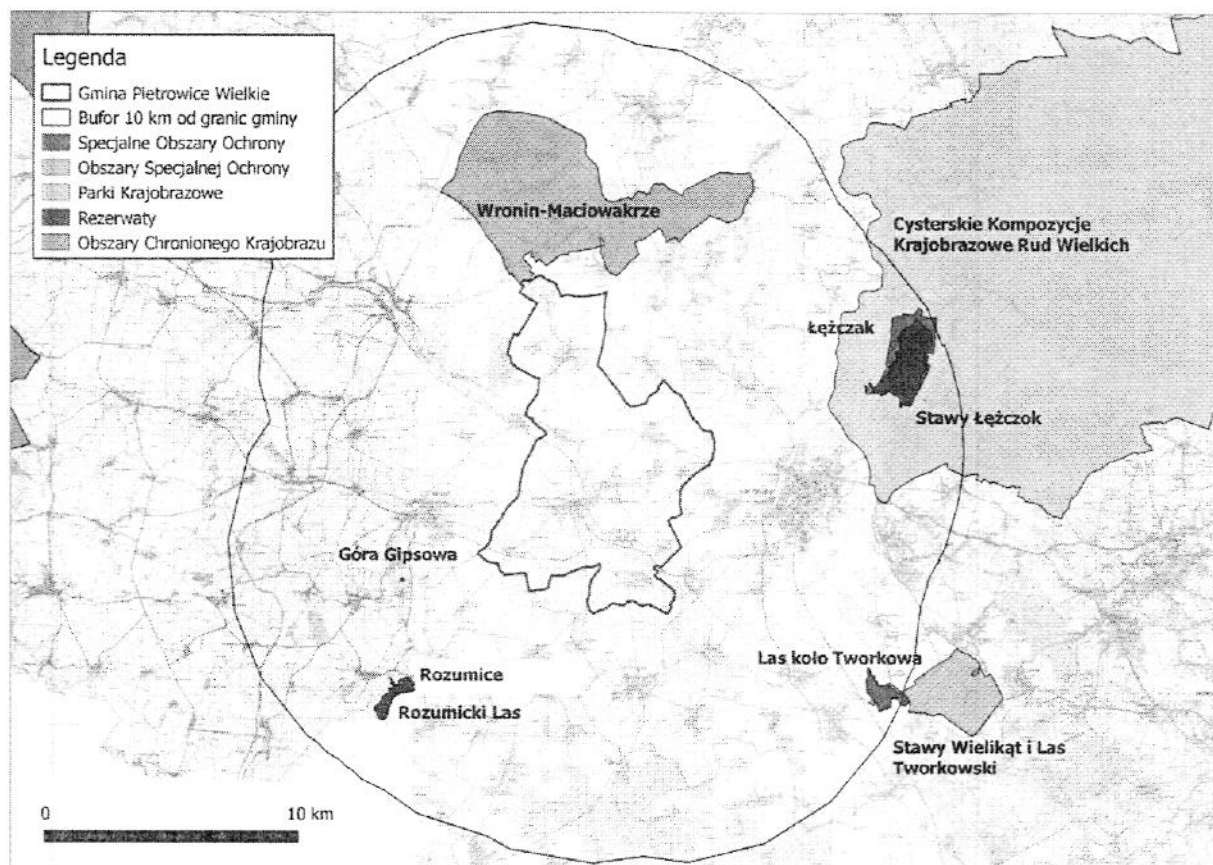 Legenda
Gmina Pietrowice Wielkie
Bufor 10 km od granic gminy
Specjalne Obszary Ochrony
Obszary Specjalnej Ochrony
Parki Krajobrazowe
Rezerwaty
Obszary Chronionego Krajobrazu
Wronin-Maciowakrze
Cysterskie Kompozycje
Krajobrazowe Rud Wielkich
Łężczak
Stawy Łężczok
Góra Gipsowa
Rozumice
Rozumicki Las
Las koło Tworkowa
Stawy Wielikąt i Las
Tworkowski
0
10 km